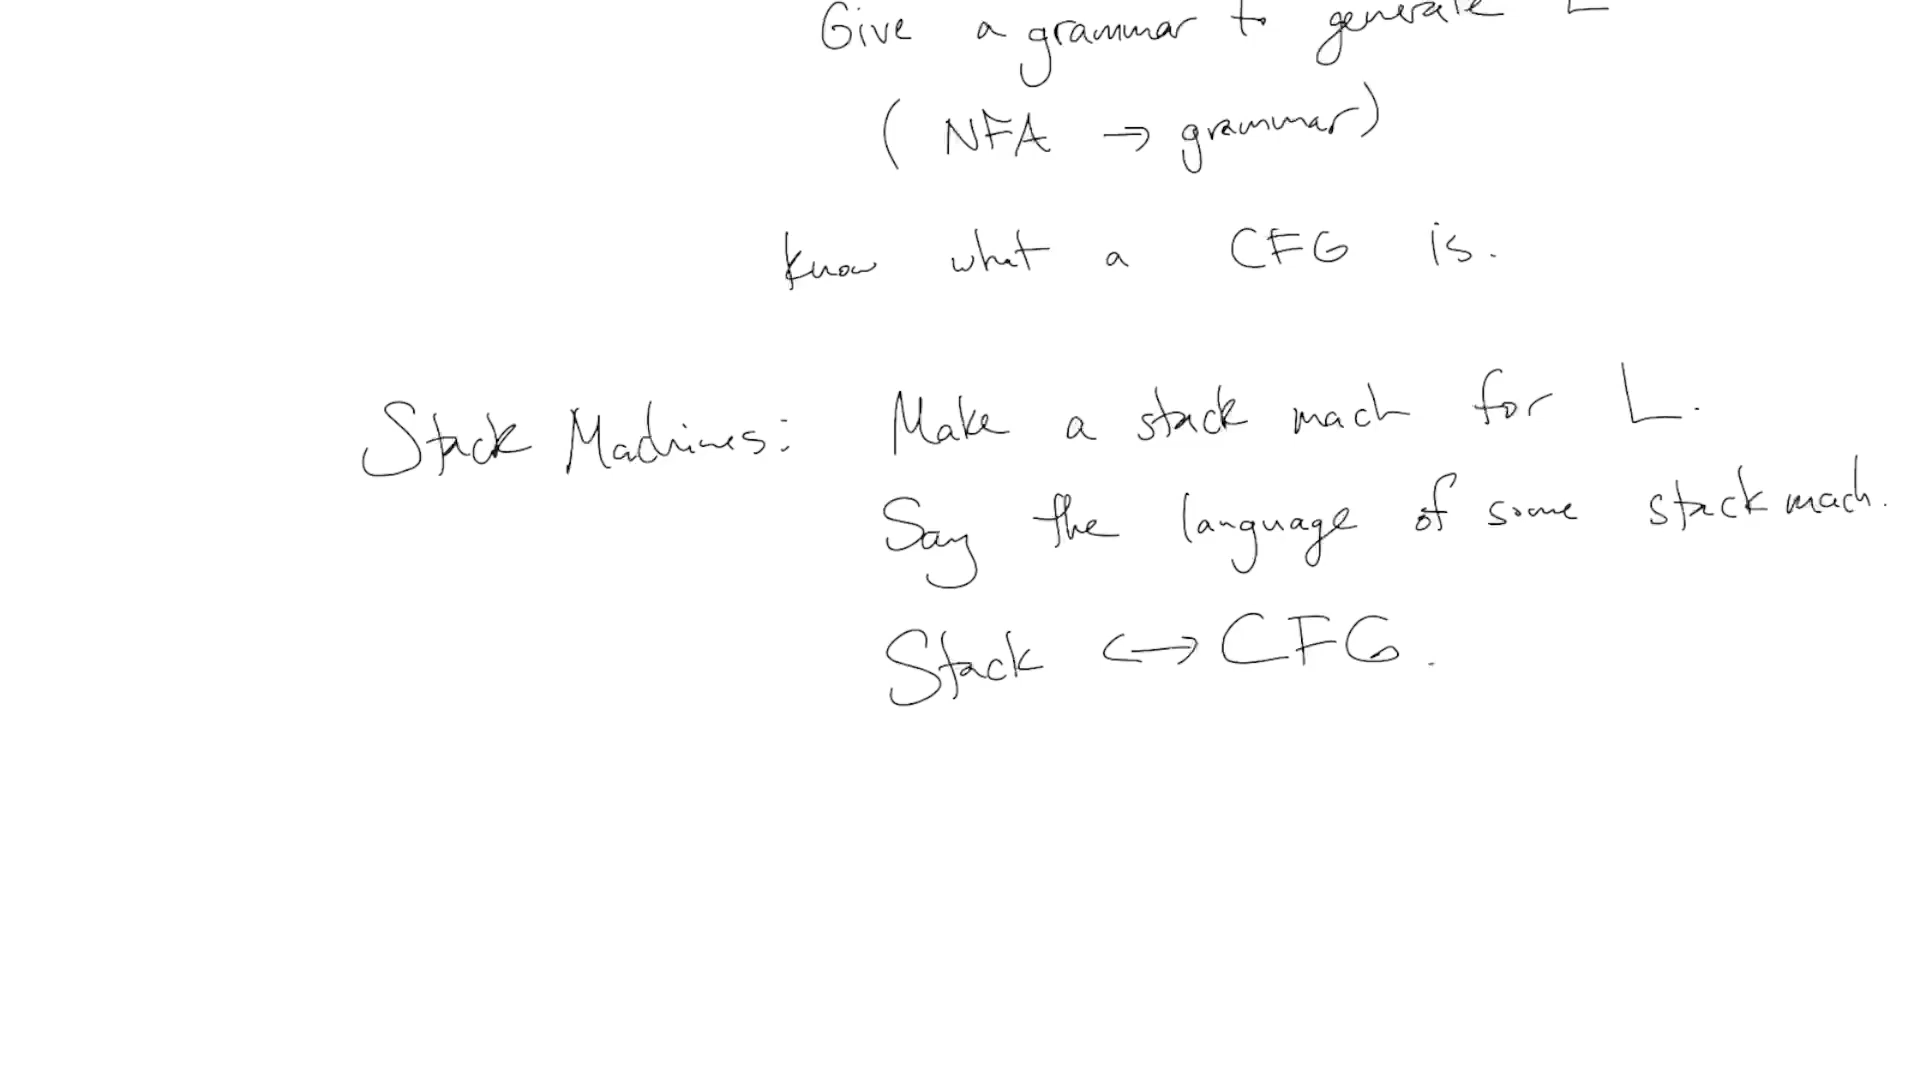 Give a grammar to generate L
( NFA → grammar)
know what a CFG is.
Stack Machines: Make a stack mach for L.
Say the language of some stack mach.
Stack ↔ CFG.